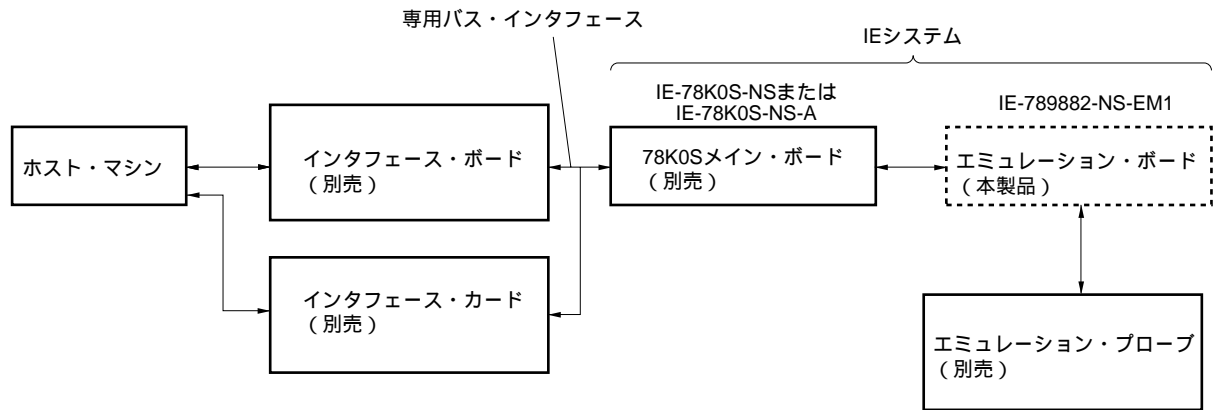 専用バス・インタフェース
IEシステム
IE-78K0S-NSまたは
IE-78K0S-NS-A
IE-789882-NS-EM1
ホスト・マシン
インタフェース・ボード
（別売）
78K0Sメイン・ボード
（別売）
エミュレーション・ボード
（本製品）
インタフェース・カード
（別売）
エミュレーション・プローブ
（別売）